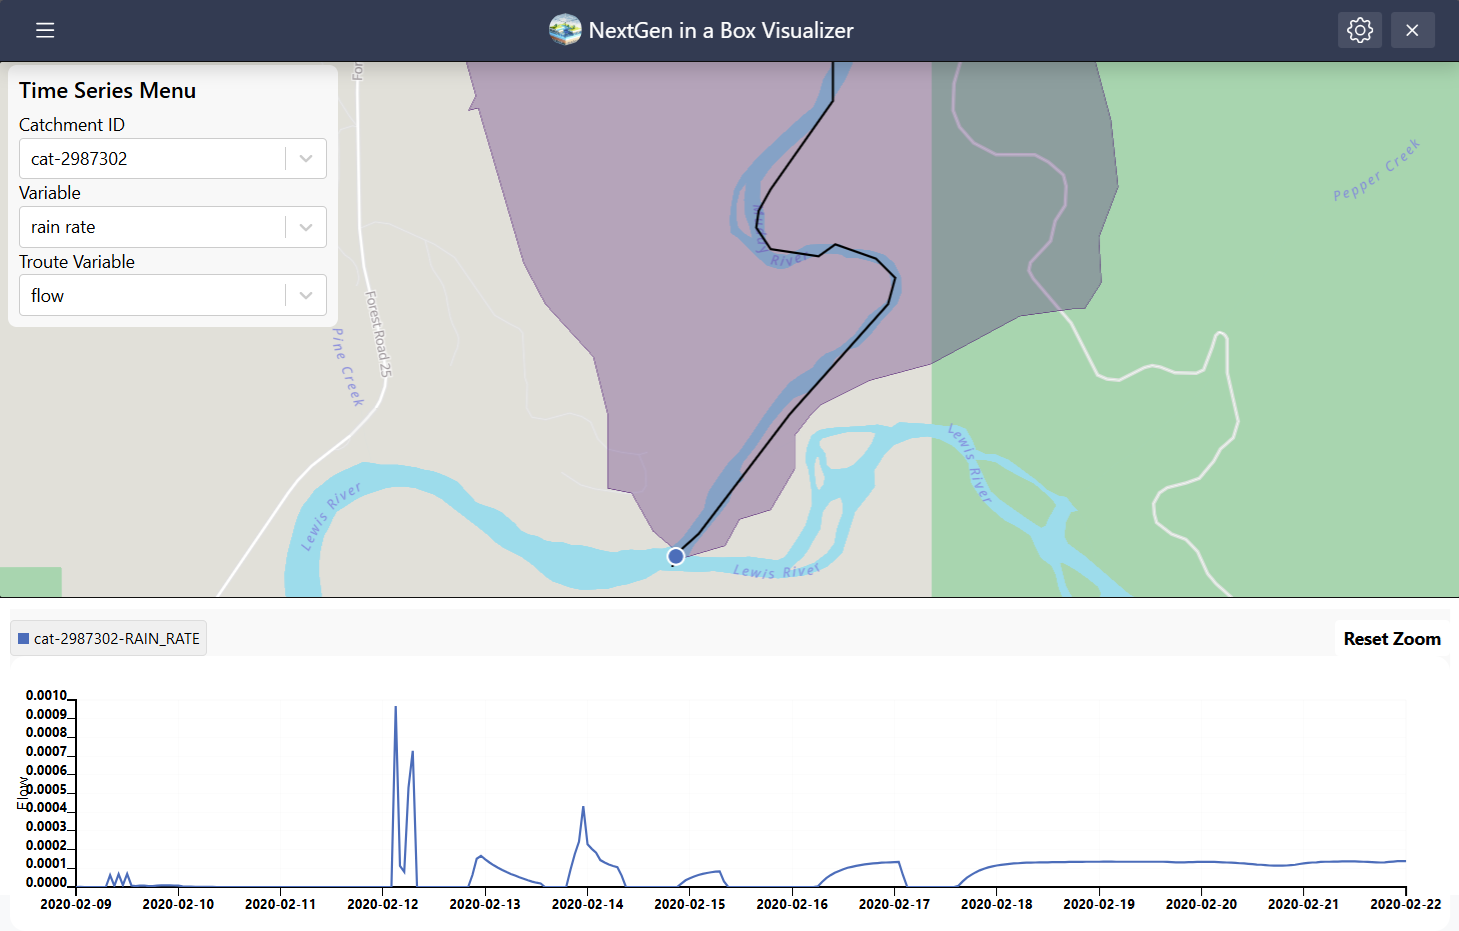 NextGen in a Box Visualizer
Time Series Menu
Catchment ID
cat-2987302
Variable
rain rate
Troute Variable
flow
For
Forest Road 25
Pine Creek
Muddy River
Pepper Creek
Lewis River
Lewis River
Lewis River
cat-2987302-RAIN_RATE
Reset Zoom
Flow
0.0010
0.0009
0.0008
0.0007
0.0006
0.0005
0.0004
0.0003
0.0002
0.0001
0.0000
2020-02-09 2020-02-10 2020-02-11 2020-02-12 2020-02-13 2020-02-14 2020-02-15 2020-02-16 2020-02-17 2020-02-18 2020-02-19 2020-02-20 2020-02-21 2020-02-22